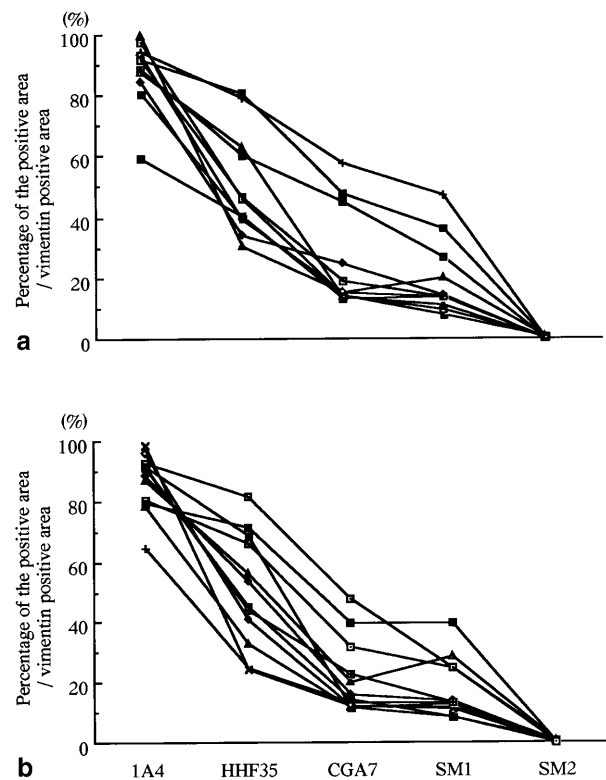 (%)
100
80
60
40
20
0
Percentage of the positive area
/ vimentin positive area
a
(%)
100
80
60
40
20
0
Percentage of the positive area
/ vimentin positive area
b
1A4 HHF35 CGA7 SM1 SM2